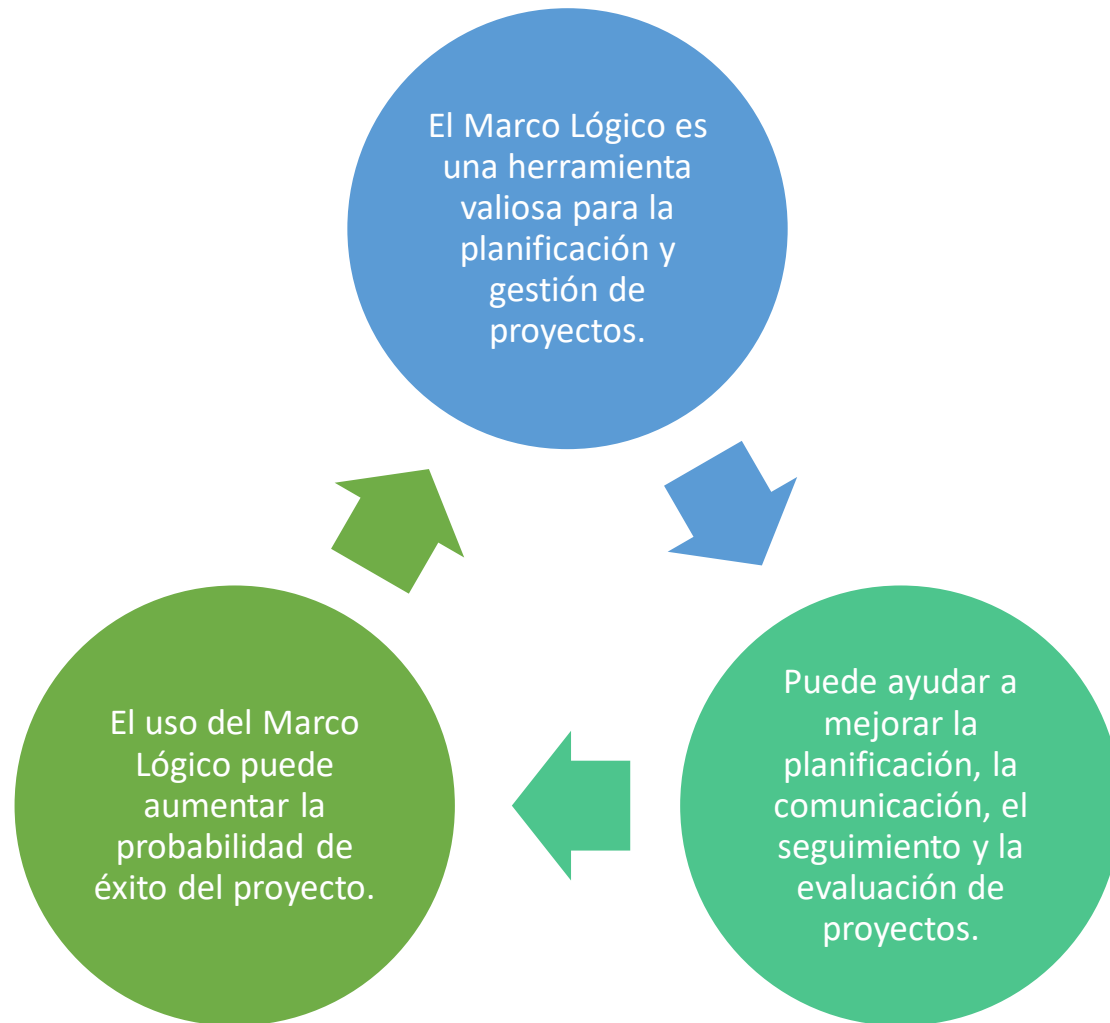 El Marco Lógico es
una herramienta
valiosa para la
planificación y
gestión de
proyectos.
Puede ayudar a
mejorar la
planificación, la
comunicación, el
seguimiento y la
evaluación de
proyectos.
El uso del Marco
Lógico puede
aumentar la
probabilidad de
éxito del proyecto.